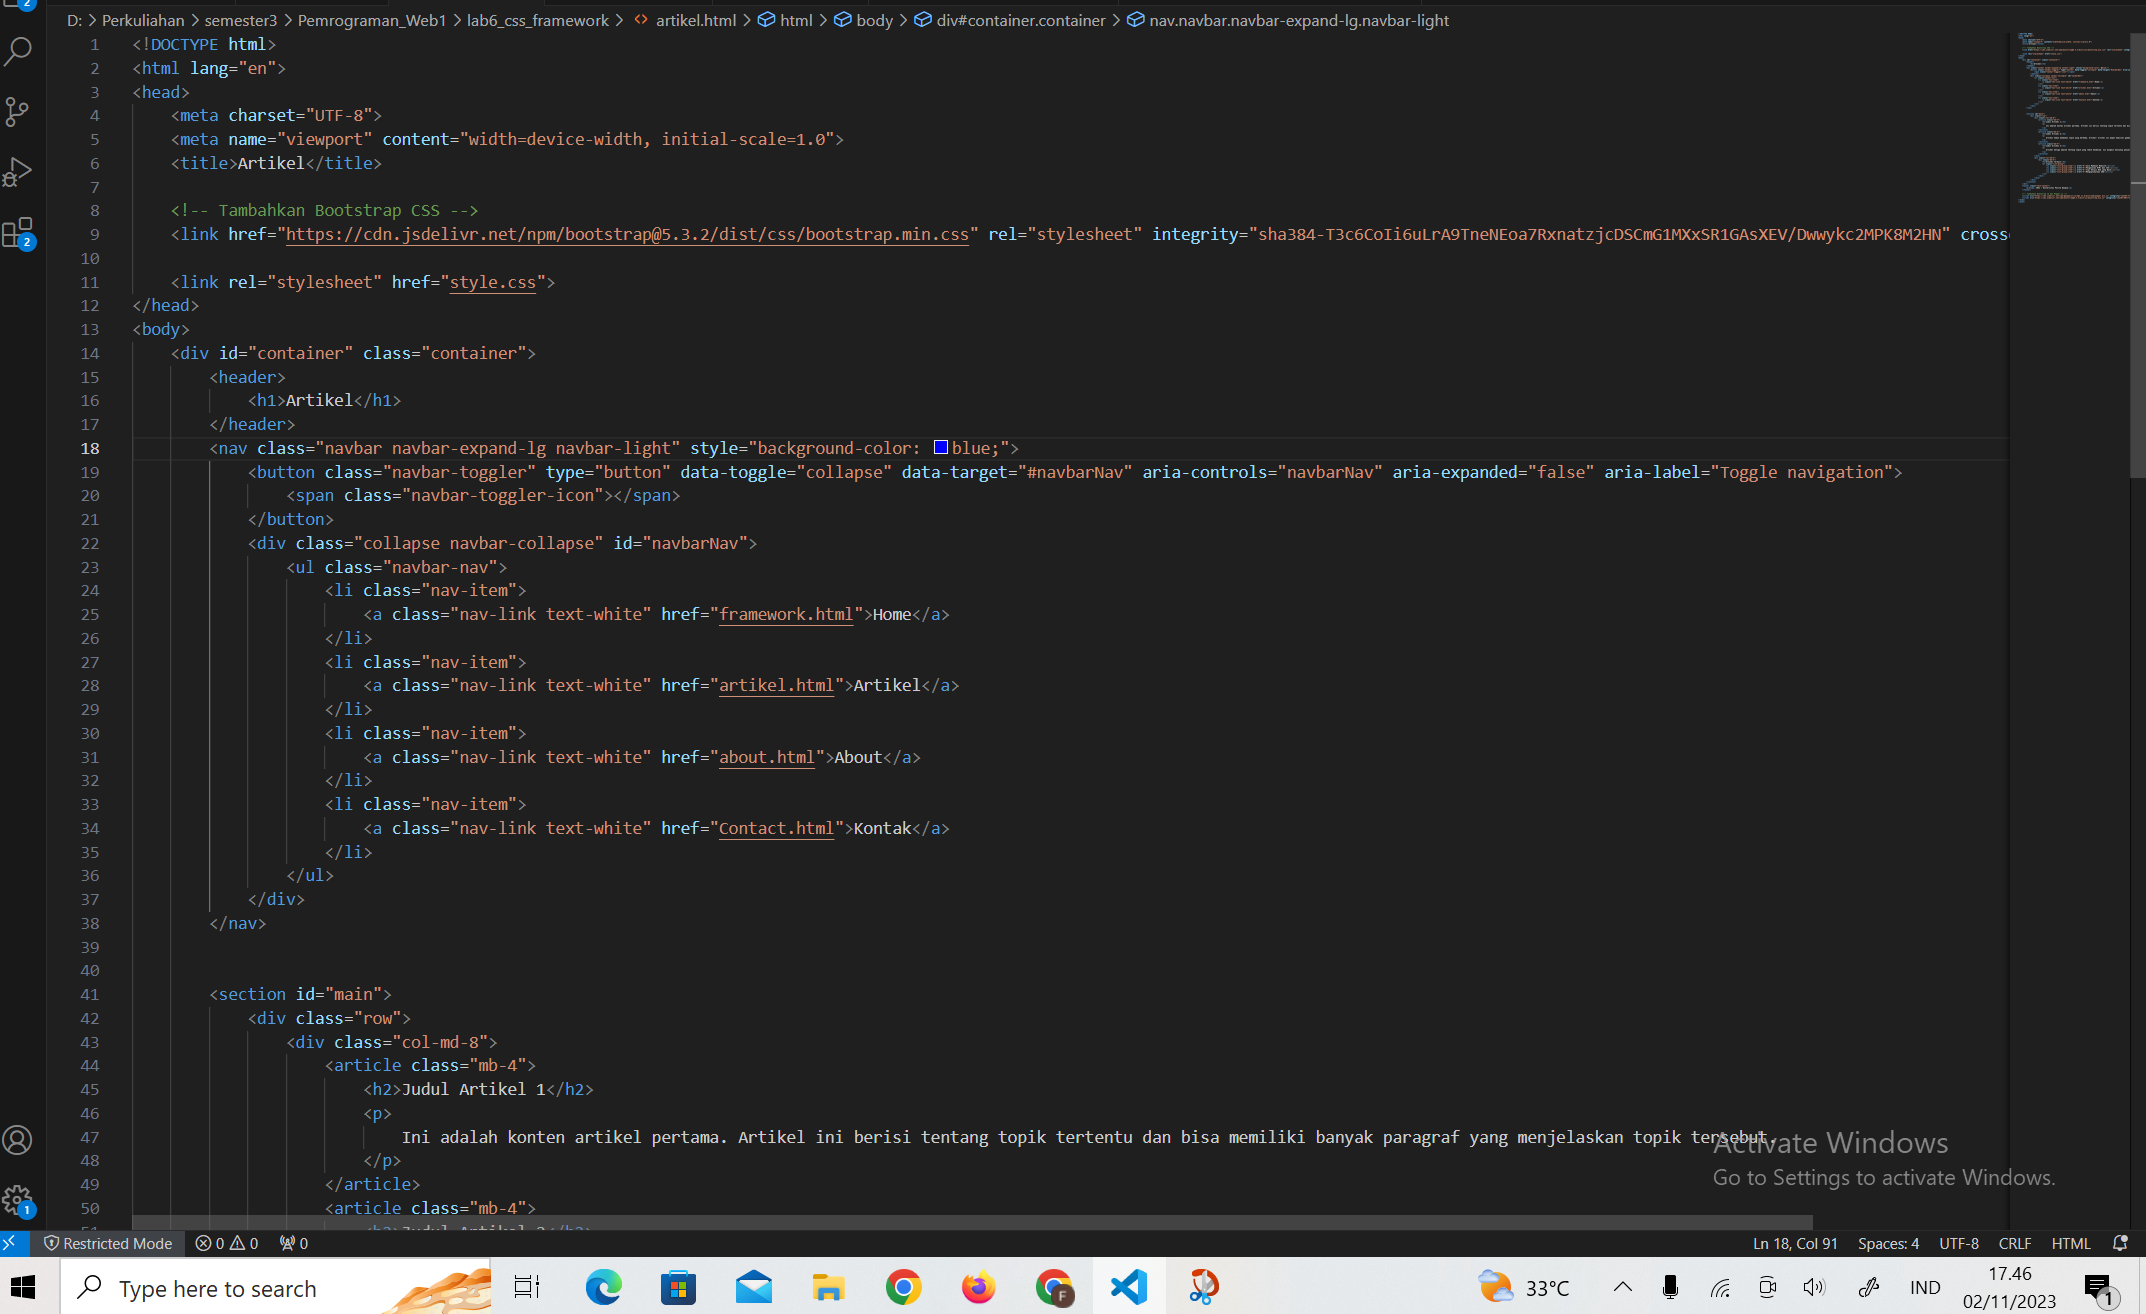 D: > Perkuliahan > semester3 > Pemrograman_Web1 > lab6_css_framework > <> artikel.html > html > body > div#container.container > nav.navbar.navbar-expand-lg.navbar-light
1 <!DOCTYPE html>
2 <html lang="en">
3 <head>
4 <meta charset="UTF-8">
5 <meta name="viewport" content="width=device-width, initial-scale=1.0">
6 <title>Artikel</title>
7
8 <!-- Tambahkan Bootstrap CSS -->
9 <link href="https://cdn.jsdelivr.net/npm/bootstrap@5.3.2/dist/css/bootstrap.min.css" rel="stylesheet" integrity="sha384-T3c6CoIi6uLrA9TneNEoa7RxnatzjcDSCmG1MXxSR1GAsXEV/Dwwykc2MPK8M2HN" cross
10
11 <link rel="stylesheet" href="style.css">
12 </head>
13 <body>
14 <div id="container" class="container">
15 <header>
16 <h1>Artikel</h1>
17 </header>
18 <nav class="navbar navbar-expand-lg navbar-light" style="background-color: blue;">
19 <button class="navbar-toggler" type="button" data-toggle="collapse" data-target="#navbarNav" aria-controls="navbarNav" aria-expanded="false" aria-label="Toggle navigation">
20 <span class="navbar-toggler-icon"></span>
21 </button>
22 <div class="collapse navbar-collapse" id="navbarNav">
23 <ul class="navbar-nav">
24 <li class="nav-item">
25 <a class="nav-link text-white" href="framework.html">Home</a>
26 </li>
27 <li class="nav-item">
28 <a class="nav-link text-white" href="artikel.html">Artikel</a>
29 </li>
30 <li class="nav-item">
31 <a class="nav-link text-white" href="about.html">About</a>
32 </li>
33 <li class="nav-item">
34 <a class="nav-link text-white" href="Contact.html">Kontak</a>
35 </li>
36 </ul>
37 </div>
38 </nav>
39
40
41 <section id="main">
42 <div class="row">
43 <div class="col-md-8">
44 <article class="mb-4">
45 <h2>Judul Artikel 1</h2>
46 <p>
47 Ini adalah konten artikel pertama. Artikel ini berisi tentang topik tertentu dan bisa memiliki banyak paragraf yang menjelaskan topik tersebut.
48 </p>
49 </article>
50 <article class="mb-4">
Activate Windows
Go to Settings to activate Windows.
2
2
1
Restricted Mode 0 0 0
Ln 18, Col 91 Spaces: 4 UTF-8 CRLF HTML
Type here to search
F
33°C
IND
17.46
02/11/2023
1